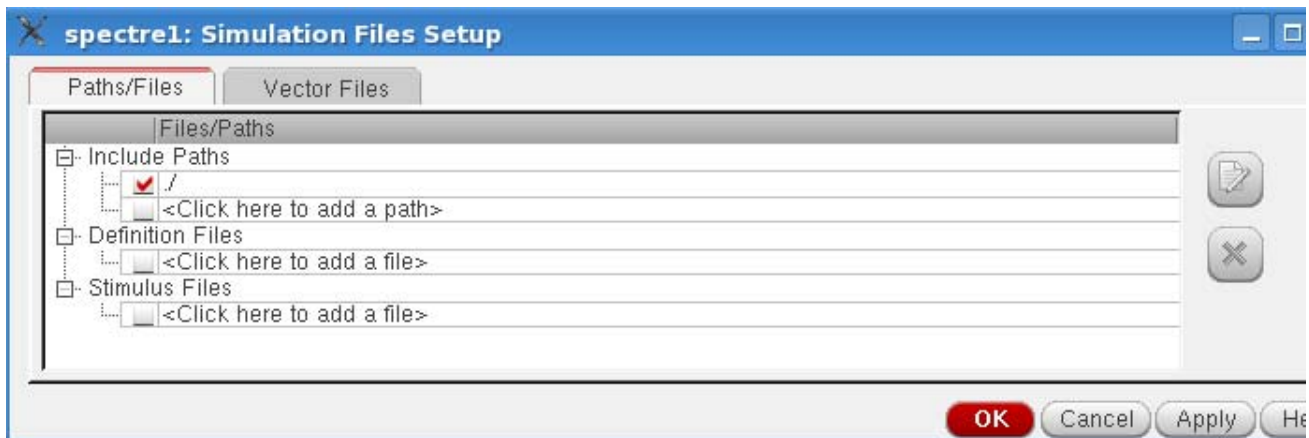 spectre1: Simulation Files Setup
Paths/Files Vector Files
Files/Paths
Include Paths
./
<Click here to add a path>
Definition Files
<Click here to add a file>
Stimulus Files
<Click here to add a file>
OK Cancel Apply He